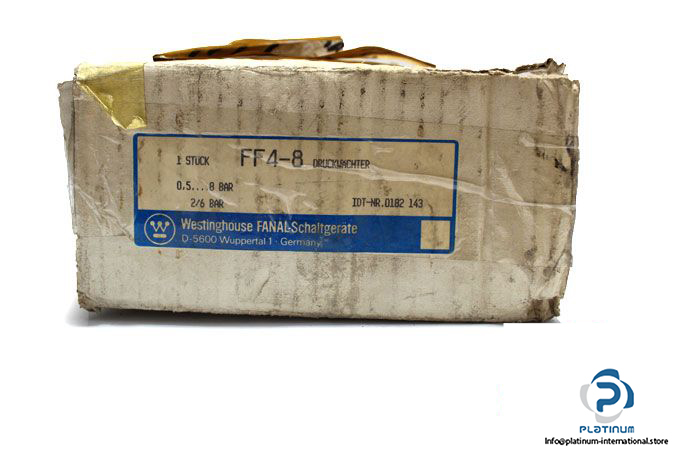 1 STUCK FF4-8 DRUCKWÄCHTER
0,5... 8 BAR
2/6 BAR IDT-NR.0182 143
Westinghouse FANAL-Schaltgeräte
D-5600 Wuppertal 1 · Germany
PLATINUM
Info@platinum-international.store